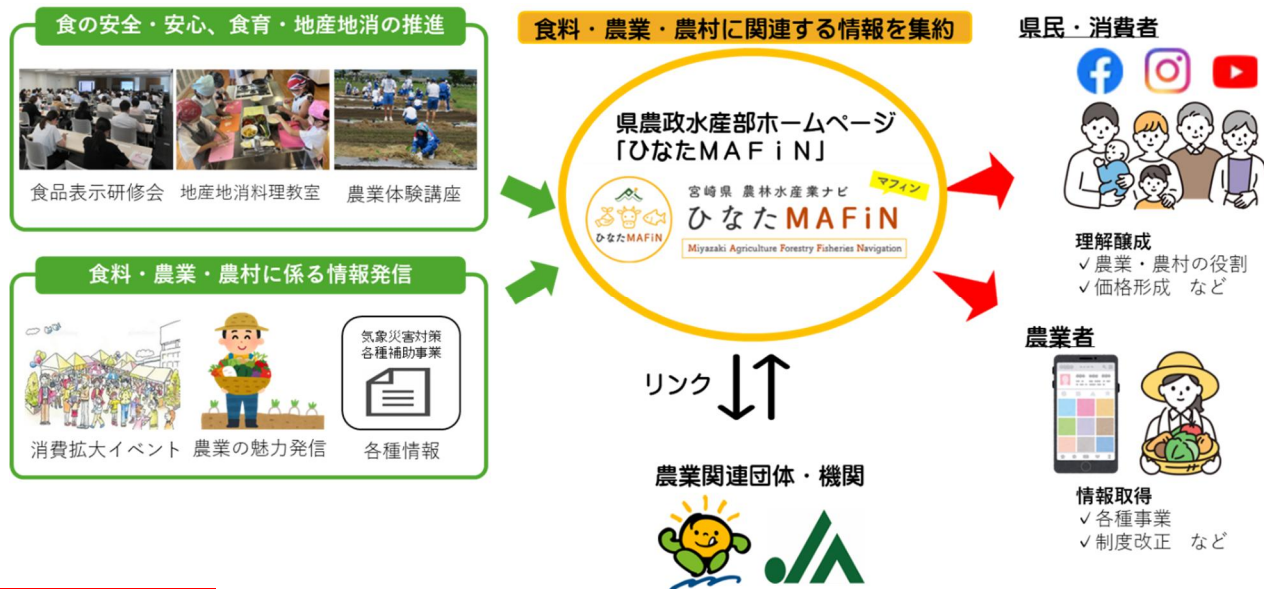 食の安全・安心、食育・地産地消の推進
食品表示研修会
地産地消料理教室
農業体験講座
食料・農業・農村に係る情報発信
気象災害対策
各種補助事業
消費拡大イベント
農業の魅力発信
各種情報
食料・農業・農村に関連する情報を集約
県農政水産部ホームページ
「ひなたMAFiN」
ひなたMAFiN
宮崎県 農林水産業ナビ
マフィン
ひなたMAFiN
Miyazaki Agriculture Forestry Fisheries Navigation
リンク
農業関連団体・機関
JA
県民・消費者
理解醸成
✓農業・農村の役割
✓価格形成 など
農業者
情報取得
✓各種事業
✓制度改正 など